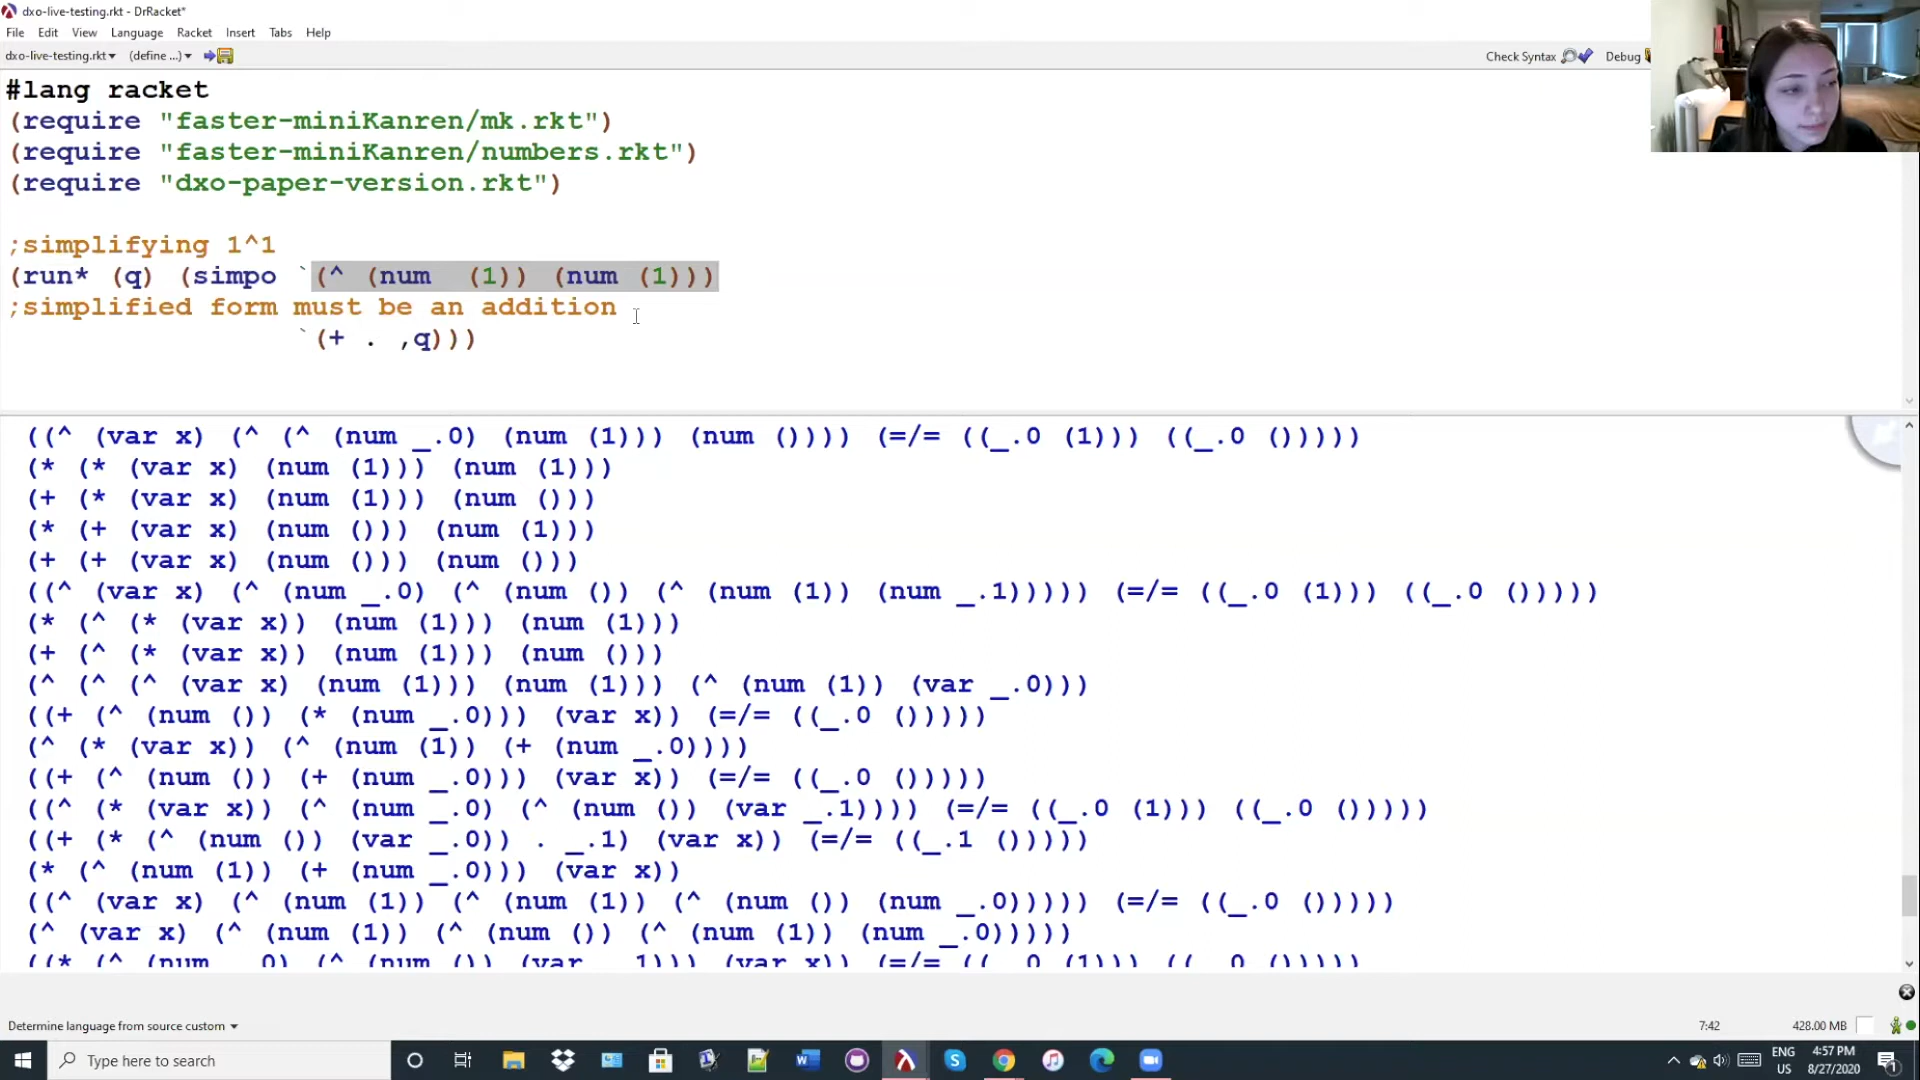 dxo-live-testing.rkt - DrRacket*
File Edit View Language Racket Insert Tabs Help
dxo-live-testing.rkt▾ (define ...)▾ Check Syntax Debug
#lang racket
(require "faster-miniKanren/mk.rkt")
(require "faster-miniKanren/numbers.rkt")
(require "dxo-paper-version.rkt")
;simplifying 1^1
(run* (q) (simpo `(^ (num (1)) (num (1)))
;simplified form must be an addition
`(+ . ,q)))
((^ (var x) (^ (^ (num _.0) (num (1))) (num ()))) (=/= ((_.0 (1))) ((_.0 ()))))
(* (* (var x) (num (1))) (num (1)))
(+ (* (var x) (num (1))) (num ()))
(* (+ (var x) (num ())) (num (1)))
(+ (+ (var x) (num ())) (num ()))
((^ (var x) (^ (num _.0) (^ (num ()) (^ (num (1)) (num _.1))))) (=/= ((_.0 (1))) ((_.0 ()))))
(* (^ (* (var x)) (num (1))) (num (1)))
(+ (^ (* (var x)) (num (1))) (num ()))
(^ (^ (^ (var x) (num (1))) (num (1))) (^ (num (1)) (var _.0)))
((+ (^ (num ()) (* (num _.0))) (var x)) (=/= ((_.0 ()))))
(^ (* (var x)) (^ (num (1)) (+ (num _.0))))
((+ (^ (num ()) (+ (num _.0))) (var x)) (=/= ((_.0 ()))))
((^ (* (var x)) (^ (num _.0) (^ (num ()) (var _.1)))) (=/= ((_.0 (1))) ((_.0 ()))))
((+ (* (^ (num ()) (var _.0)) . _.1) (var x)) (=/= ((_.1 ()))))
(* (^ (num (1)) (+ (num _.0))) (var x))
((^ (var x) (^ (num (1)) (^ (num (1)) (^ (num ()) (num _.0))))) (=/= ((_.0 ()))))
(^ (var x) (^ (num (1)) (^ (num ()) (^ (num (1)) (num _.0)))))
((* (^ (num _.0) (^ (num ()) (var _.1))) (var x)) (=/= ((_.0 (1))) ((_.0 ()))))
Determine language from source custom ▾ 7:42 428.00 MB
Type here to search ENG US 4:57 PM 8/27/2020